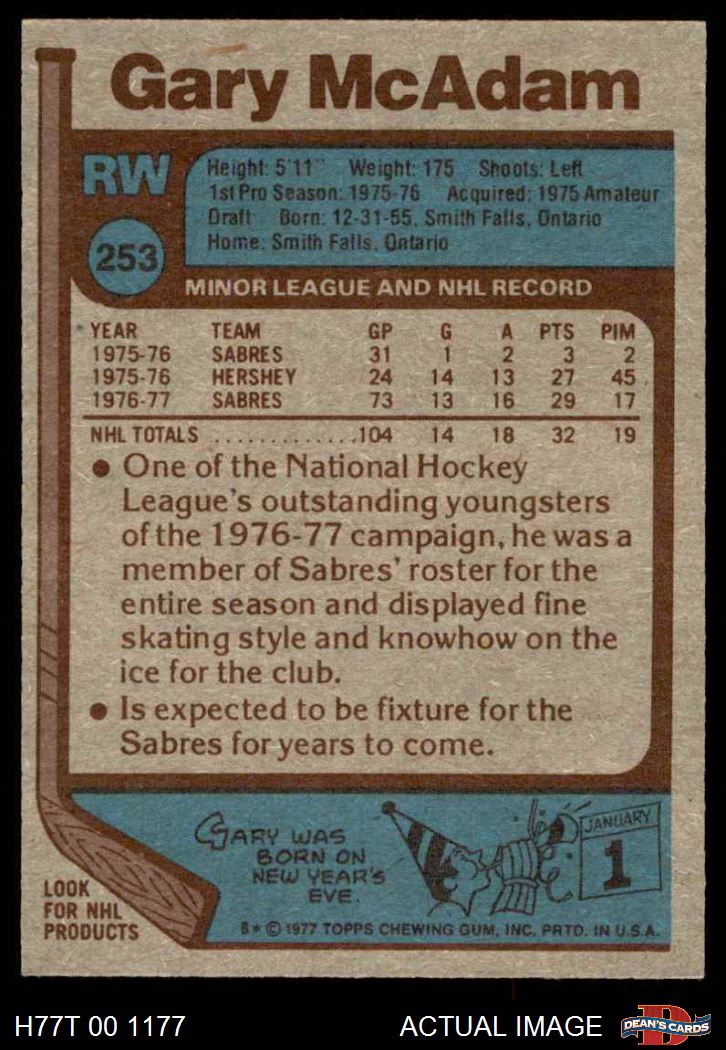 Gary McAdam
RW
253
Height: 5'11" Weight: 175 Shoots: Left
1st Pro Season: 1975-76 Acquired: 1975 Amateur
Draft Born: 12-31-55, Smith Falls, Ontario
Home: Smith Falls, Ontario
MINOR LEAGUE AND NHL RECORD
YEAR TEAM GP G A PTS PIM
1975-76 SABRES 31 1 2 3 2
1975-76 HERSHEY 24 14 13 27 45
1976-77 SABRES 73 13 16 29 17
NHL TOTALS .............104 14 18 32 19
• One of the National Hockey
League's outstanding youngsters
of the 1976-77 campaign, he was a
member of Sabres' roster for the
entire season and displayed fine
skating style and knowhow on the
ice for the club.
• Is expected to be fixture for the
Sabres for years to come.
GARY WAS
BORN ON
NEW YEAR'S
EVE.
JANUARY
1
LOOK
FOR NHL
PRODUCTS
8* © 1977 TOPPS CHEWING GUM, INC. PRTD. IN U.S.A.
H77T 00 1177
ACTUAL IMAGE
D
DEAN'S CARDS